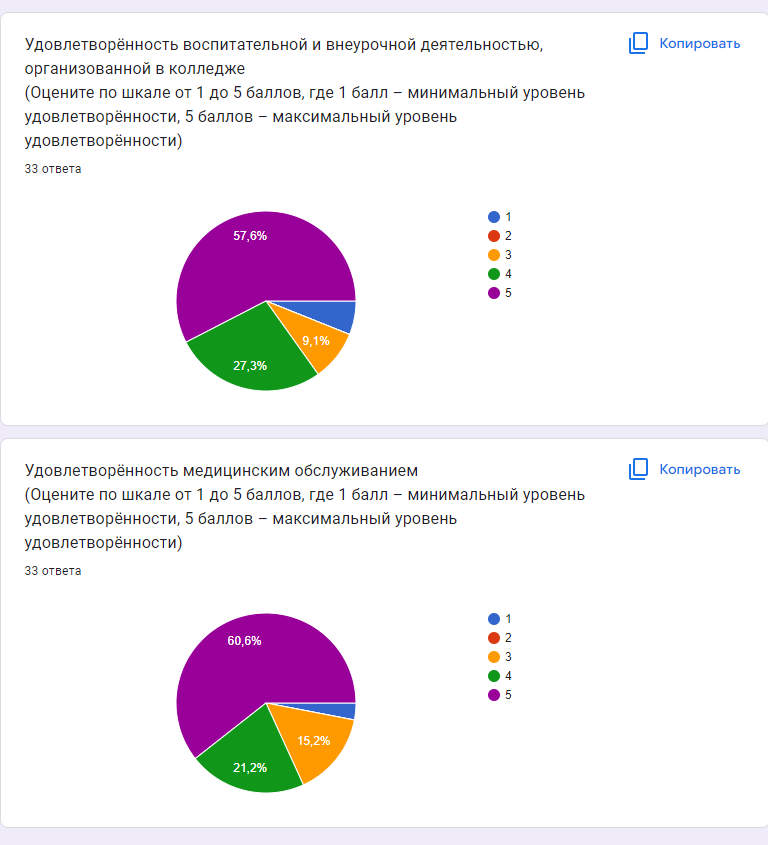 Удовлетворённость воспитательной и внеурочной деятельностью,
организованной в колледже
(Оцените по шкале от 1 до 5 баллов, где 1 балл – минимальный уровень
удовлетворённости, 5 баллов – максимальный уровень
удовлетворённости)
Копировать
33 ответа
57,6%
9,1%
27,3%
1
2
3
4
5
Удовлетворённость медицинским обслуживанием
(Оцените по шкале от 1 до 5 баллов, где 1 балл – минимальный уровень
удовлетворённости, 5 баллов – максимальный уровень
удовлетворённости)
Копировать
33 ответа
60,6%
15,2%
21,2%
1
2
3
4
5